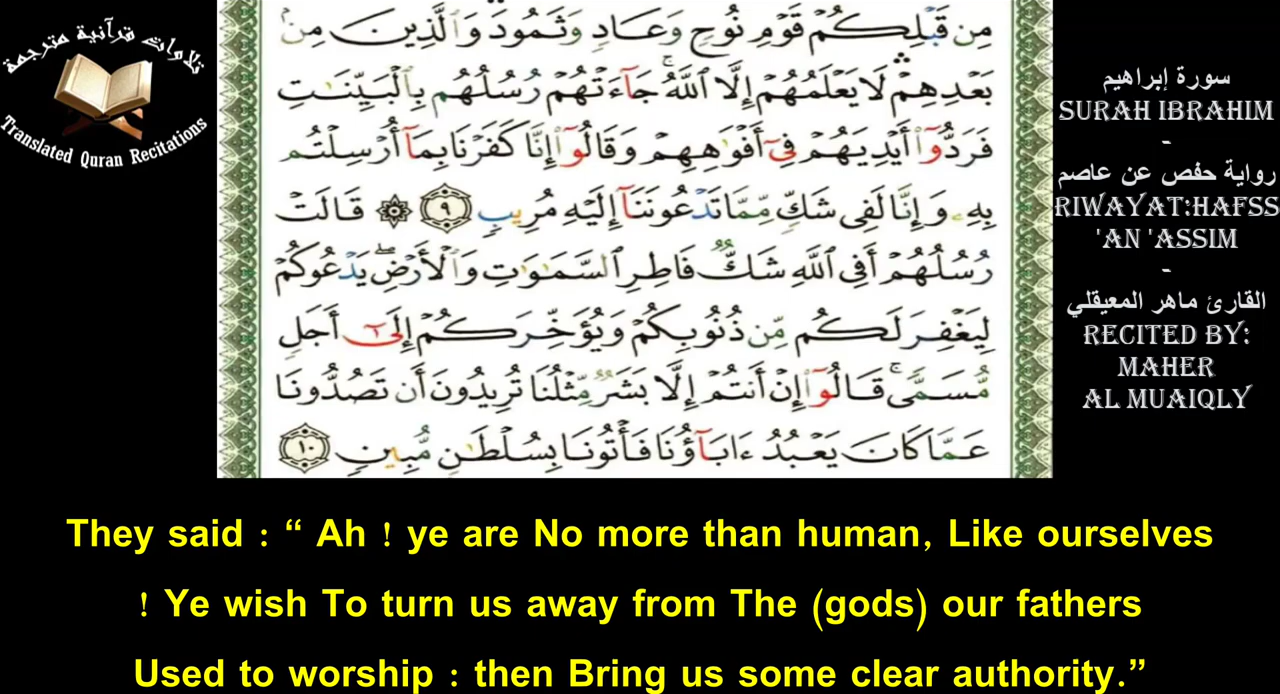 تلاوات قرآنية مترجمة
Translated Quran Recitations
مِن قَبْلِكُمْ قَوْمِ نُوحٍ وَعَادٍ وَثَمُودَ وَٱلَّذِينَ مِنۢ
بَعْدِهِمْ لَا يَعْلَمُهُمْ إِلَّا ٱللَّهُ ۚ جَآءَتْهُمْ رُسُلُهُم بِٱلْبَيِّنَٰتِ
فَرَدُّوٓا۟ أَيْدِيَهُمْ فِىٓ أَفْوَٰهِهِمْ وَقَالُوٓا۟ إِنَّا كَفَرْنَا بِمَآ أُرْسِلْتُم
بِهِۦ وَإِنَّا لَفِى شَكٍّ مِّمَّا تَدْعُونَنَآ إِلَيْهِ مُرِيبٍ ٩ ۞ قَالَتْ
رُسُلُهُمْ أَفِى ٱللَّهِ شَكٌّ فَاطِرِ ٱلسَّمَٰوَٰتِ وَٱلْأَرْضِ ۖ يَدْعُوكُمْ
لِيَغْفِرَ لَكُم مِّن ذُنُوبِكُمْ وَيُؤَخِّرَكُمْ إِلَىٰٓ أَجَلٍ
مُّسَمًّى ۚ قَالُوٓا۟ إِنْ أَنتُمْ إِلَّا بَشَرٌ مِّثْلُنَا تُرِيدُونَ أَن تَصُدُّونَا
عَمَّا كَانَ يَعْبُدُ ءَابَآؤُنَا فَأْتُونَا بِسُلْطَٰنٍ مُّبِينٍ ١٠
سورة إبراهيم
SURAH IBRAHIM
-
رواية حفص عن عاصم
RIWAYAT:HAFSS
'AN 'ASSIM
-
القارئ ماهر المعيقلي
RECITED BY:
MAHER
AL MUAIQLY
They said : “ Ah ! ye are No more than human, Like ourselves
! Ye wish To turn us away from The (gods) our fathers
Used to worship : then Bring us some clear authority.”